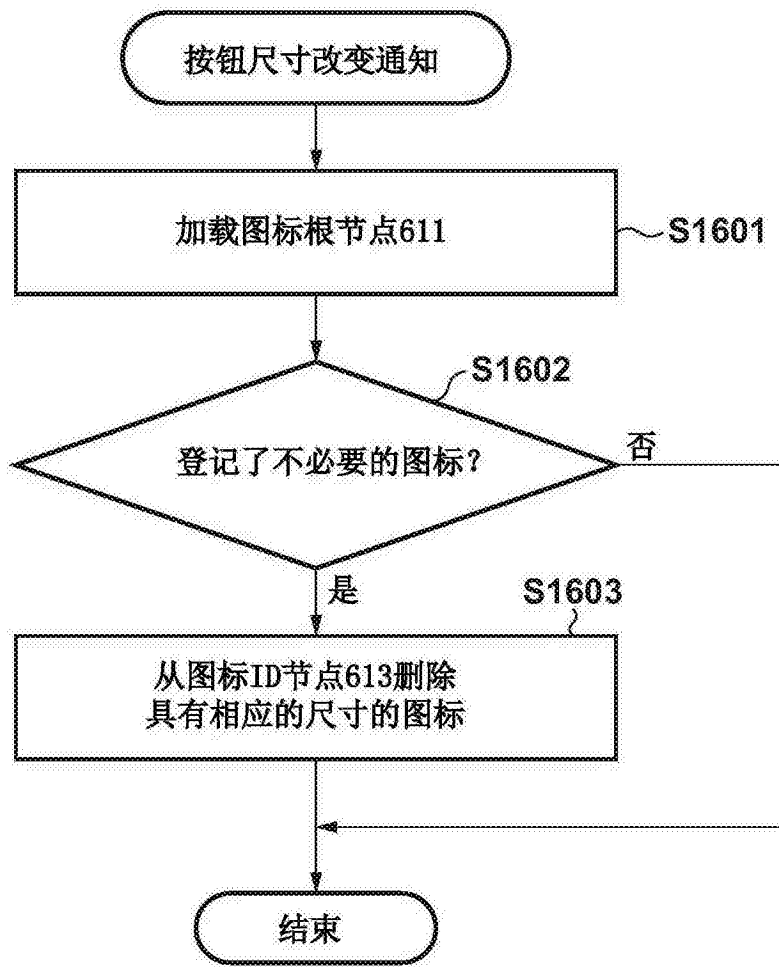 按钮尺寸改变通知
加载图标根节点611
S1601
S1602
登记了不必要的图标?
否
是
S1603
从图标ID节点613删除
具有相应的尺寸的图标
结束